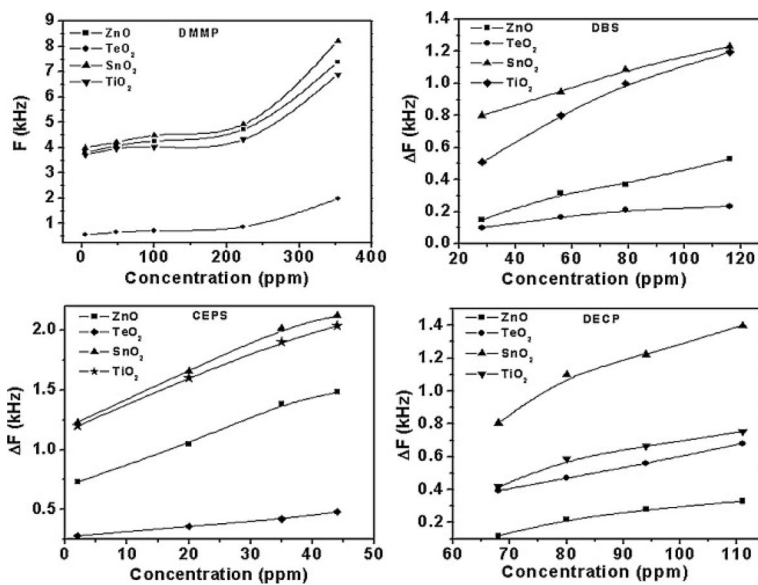 DMMP
ZnO
TeO₂
SnO₂
TiO₂
F (kHz)
9
8
7
6
5
4
3
2
1
0
100
200
300
400
Concentration (ppm)
DBS
ZnO
TeO₂
SnO₂
TiO₂
ΔF (kHz)
1.4
1.2
1.0
0.8
0.6
0.4
0.2
0.0
20
40
60
80
100
120
Concentration (ppm)
CEPS
ZnO
TeO₂
SnO₂
TiO₂
ΔF (kHz)
2.0
1.5
1.0
0.5
0
10
20
30
40
50
Concentration (ppm)
DECP
ZnO
TeO₂
SnO₂
TiO₂
ΔF (kHz)
1.4
1.2
1.0
0.8
0.6
0.4
0.2
60
70
80
90
100
110
Concentration (ppm)